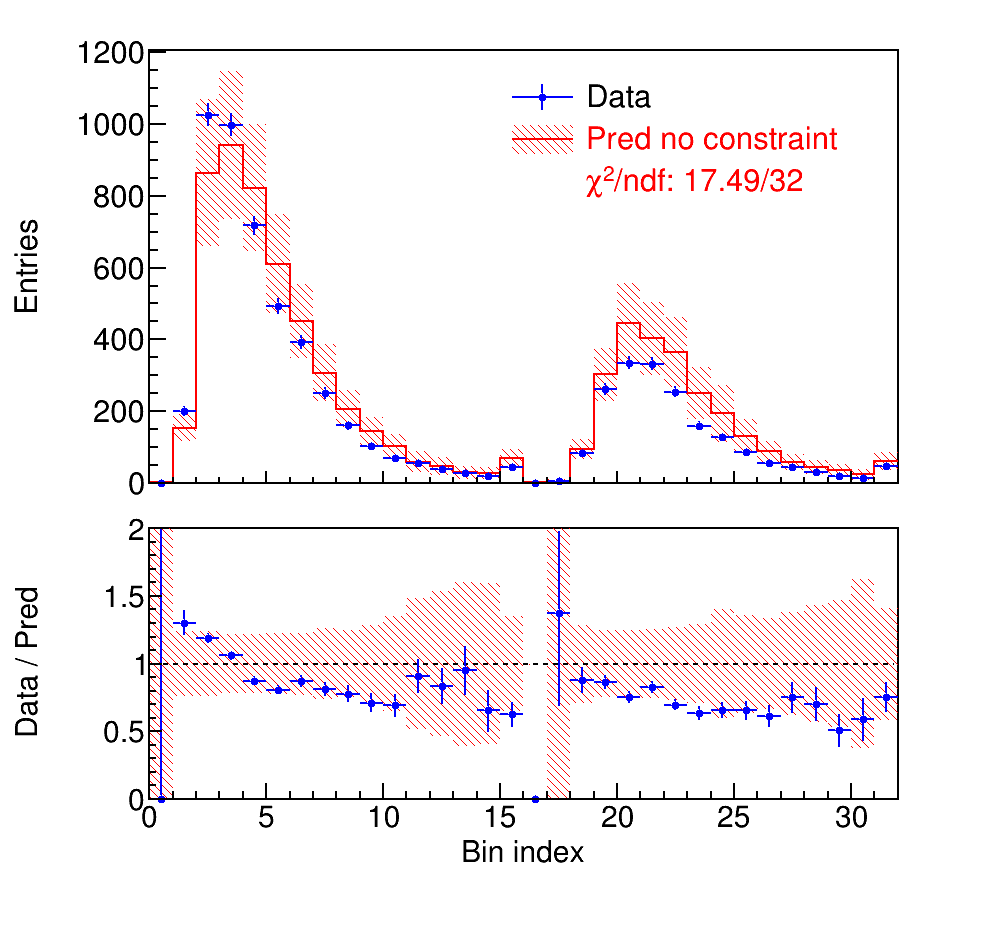 1200
1000
800
600
400
200
0
Entries
Data
Pred no constraint
χ²/ndf: 17.49/32
2
1.5
1
0.5
0
Data / Pred
0 5 10 15 20 25 30
Bin index